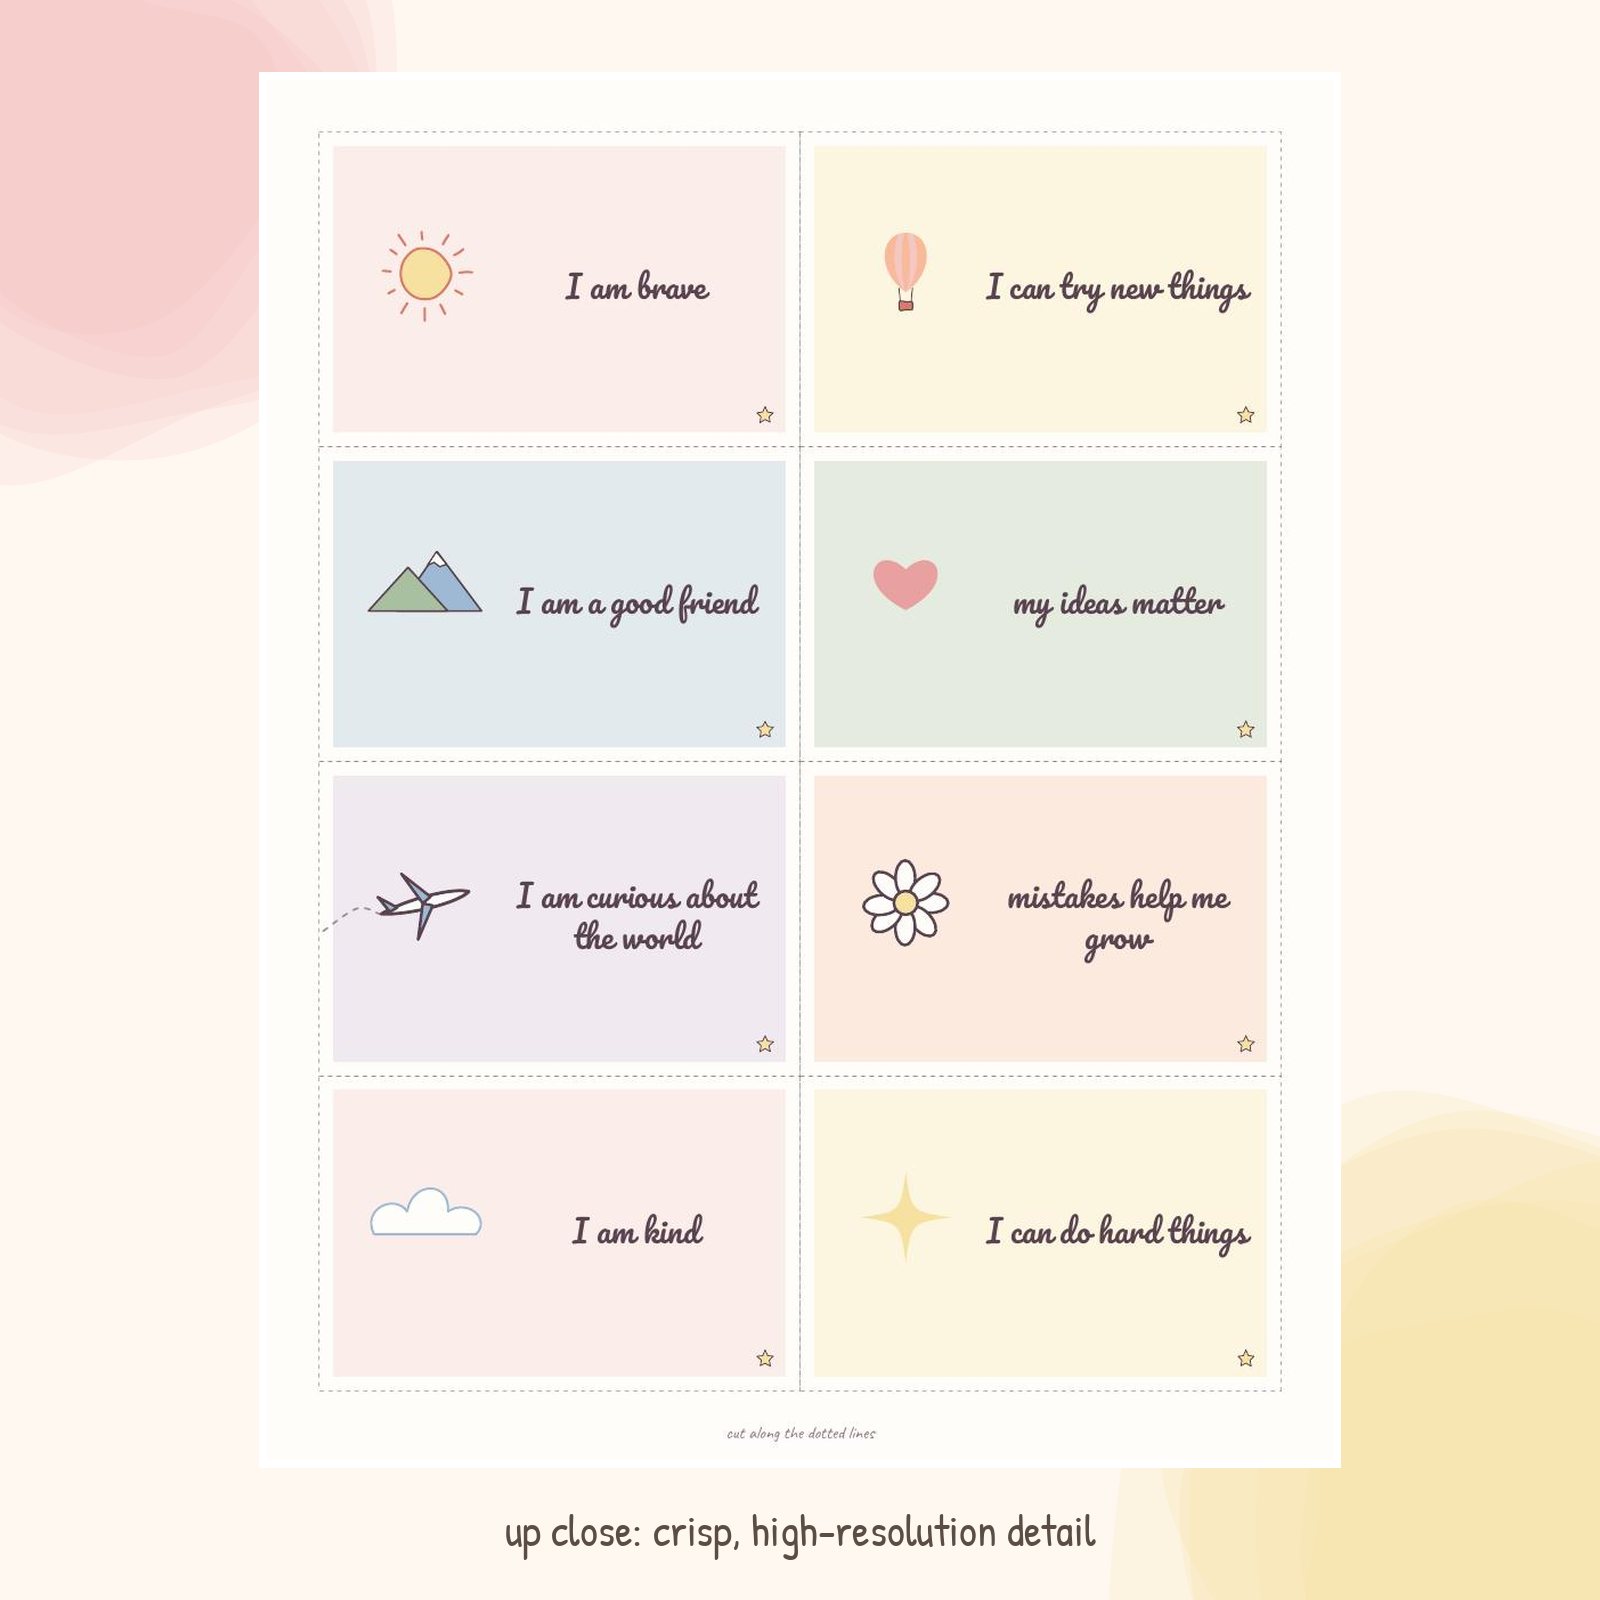 I am brave
I can try new things
I am a good friend
my ideas matter
I am curious about
the world
mistakes help me
grow
I am kind
I can do hard things
cut along the dotted lines
up close: crisp, high-resolution detail